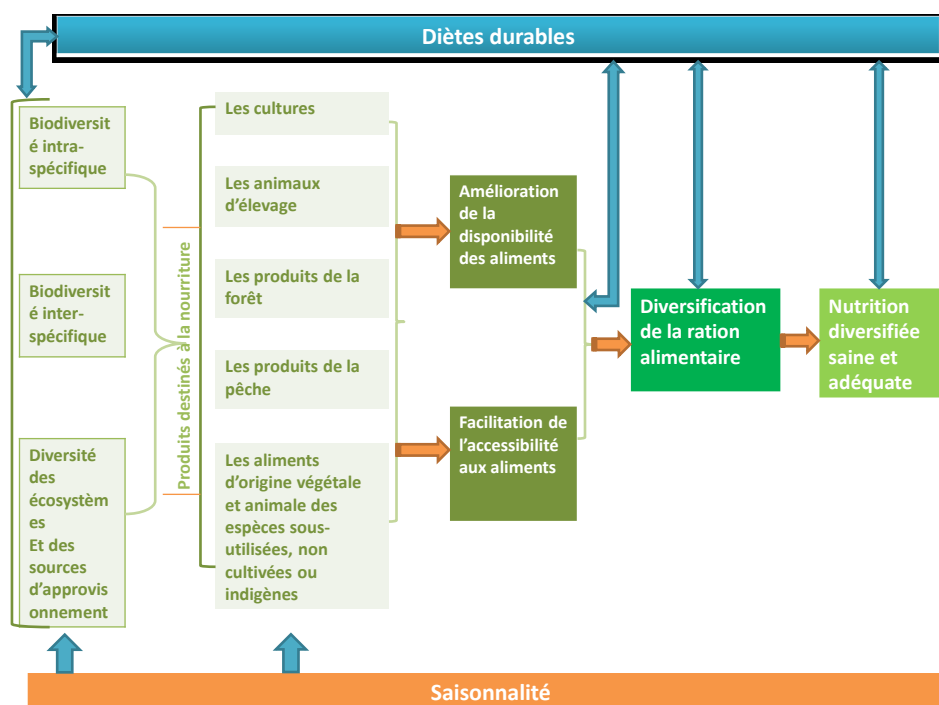 Diètes durables
Biodiversit
é intra-
spécifique
Biodiversit
é inter-
spécifique
Diversité
des
écosystèm
es
Et des
sources
d'approvisi
onnement
Produits destinés à la nourriture
Les cultures
Les animaux
d'élevage
Les produits de la
forêt
Les produits de la
pêche
Les aliments
d'origine végétale
et animale des
espèces sous-
utilisées, non
cultivées ou
indigènes
Amélioration
de la
disponibilité
des aliments
Facilitation de
l'accessibilité
aux aliments
Diversification
de la ration
alimentaire
Nutrition
diversifiée
saine et
adéquate
Saisonnalité